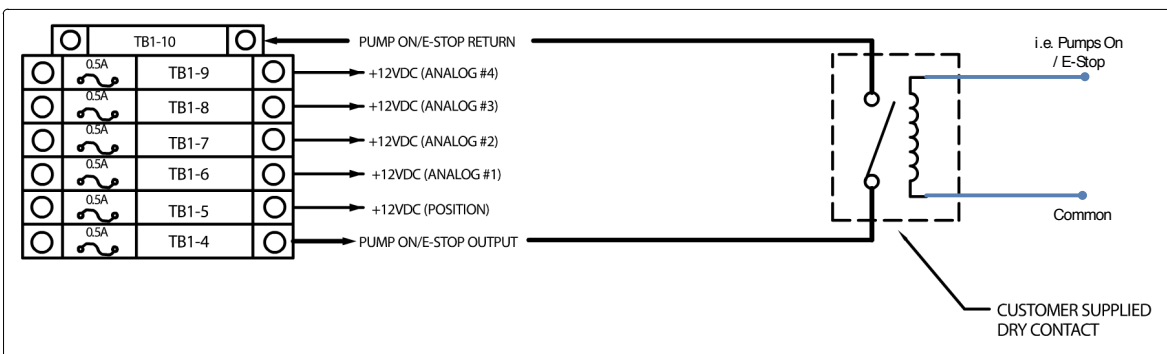 TB1-10 PUMP ON/E-STOP RETURN
i.e. Pumps On
/ E-Stop
0.5A TB1-9 +12VDC (ANALOG #4)
0.5A TB1-8 +12VDC (ANALOG #3)
0.5A TB1-7 +12VDC (ANALOG #2)
0.5A TB1-6 +12VDC (ANALOG #1)
0.5A TB1-5 +12VDC (POSITION)
0.5A TB1-4 PUMP ON/E-STOP OUTPUT
Common
CUSTOMER SUPPLIED
DRY CONTACT